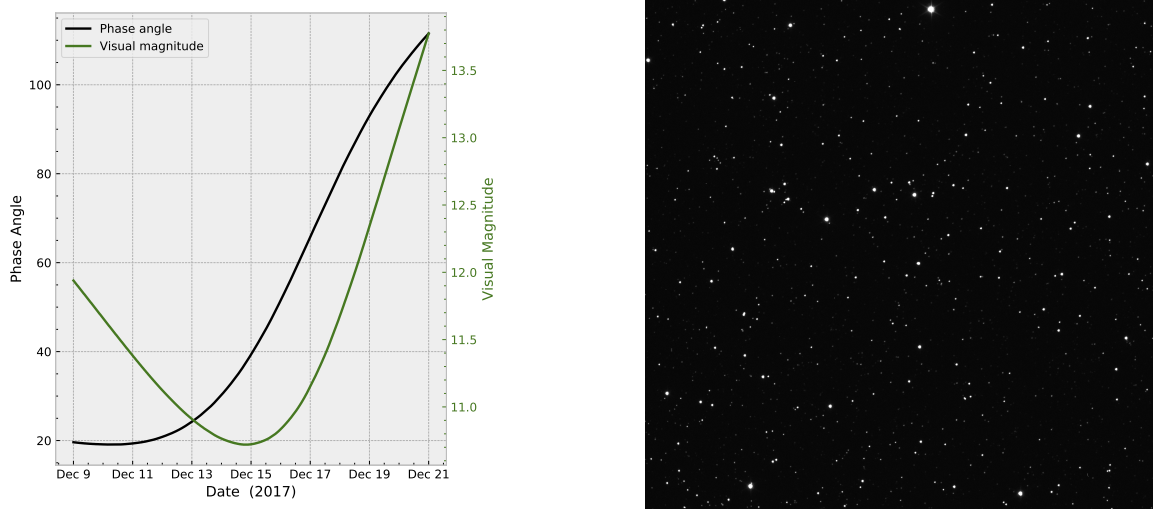 Phase angle
Visual magnitude
Phase Angle
100
80
60
40
20
13.5
13.0
12.5
12.0
11.5
11.0
Visual Magnitude
Dec 9 Dec 11 Dec 13 Dec 15 Dec 17 Dec 19 Dec 21
Date (2017)